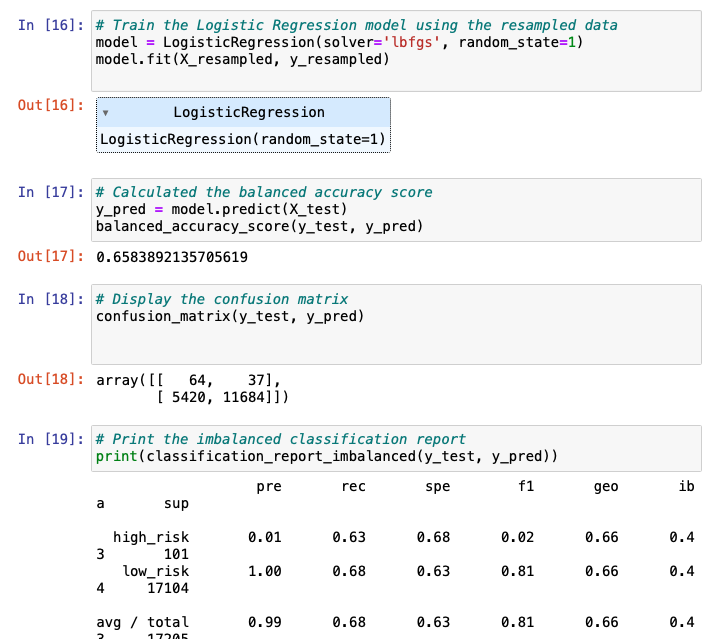 In [16]: # Train the Logistic Regression model using the resampled data
model = LogisticRegression(solver='lbfgs', random_state=1)
model.fit(X_resampled, y_resampled)
Out[16]: ▾ LogisticRegression
LogisticRegression(random_state=1)
In [17]: # Calculated the balanced accuracy score
y_pred = model.predict(X_test)
balanced_accuracy_score(y_test, y_pred)
Out[17]: 0.6583892135705619
In [18]: # Display the confusion matrix
confusion_matrix(y_test, y_pred)
Out[18]: array([[   64,    37],
       [ 5420, 11684]])
In [19]: # Print the imbalanced classification report
print(classification_report_imbalanced(y_test, y_pred))
pre rec spe f1 geo ib
a sup
high_risk 0.01 0.63 0.68 0.02 0.66 0.4
3 101
low_risk 1.00 0.68 0.63 0.81 0.66 0.4
4 17104
avg / total 0.99 0.68 0.63 0.81 0.66 0.4
3 17205